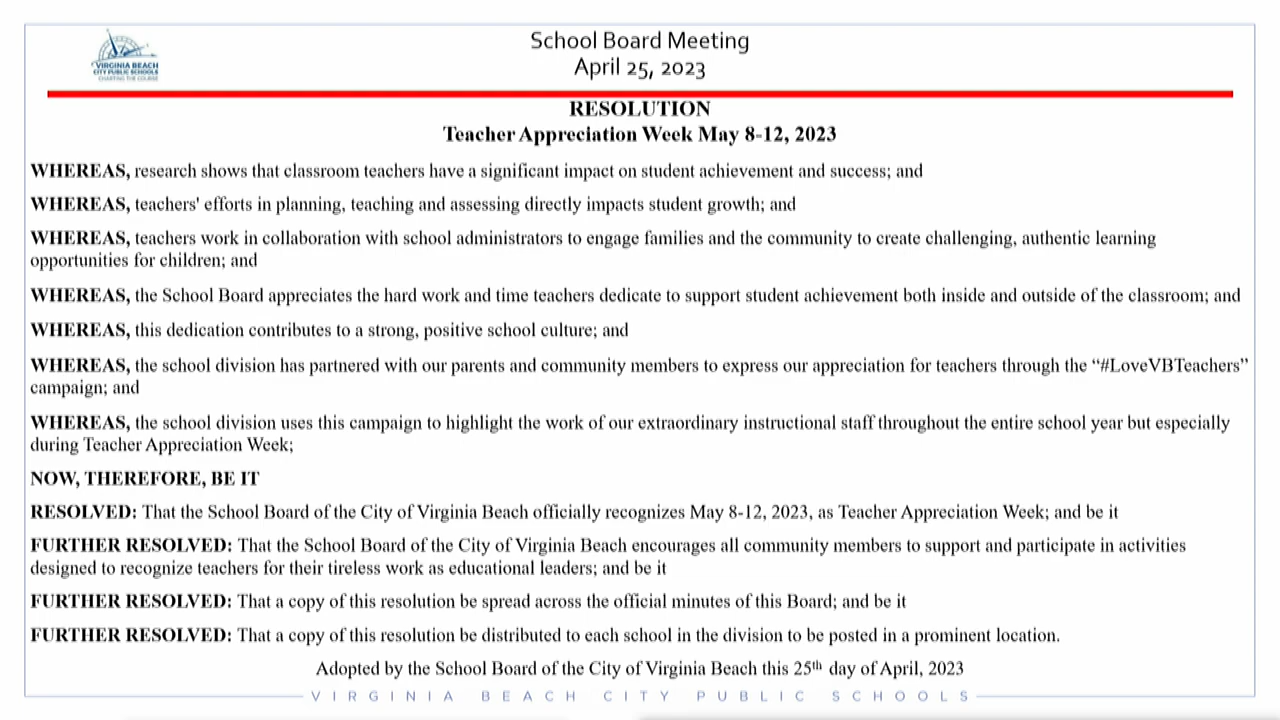 VIRGINIA BEACH
CITY PUBLIC SCHOOLS
CHARTING THE COURSE
School Board Meeting
April 25, 2023
RESOLUTION
Teacher Appreciation Week May 8-12, 2023
WHEREAS, research shows that classroom teachers have a significant impact on student achievement and success; and
WHEREAS, teachers' efforts in planning, teaching and assessing directly impacts student growth; and
WHEREAS, teachers work in collaboration with school administrators to engage families and the community to create challenging, authentic learning
opportunities for children; and
WHEREAS, the School Board appreciates the hard work and time teachers dedicate to support student achievement both inside and outside of the classroom; and
WHEREAS, this dedication contributes to a strong, positive school culture; and
WHEREAS, the school division has partnered with our parents and community members to express our appreciation for teachers through the “#LoveVBTeachers”
campaign; and
WHEREAS, the school division uses this campaign to highlight the work of our extraordinary instructional staff throughout the entire school year but especially
during Teacher Appreciation Week;
NOW, THEREFORE, BE IT
RESOLVED: That the School Board of the City of Virginia Beach officially recognizes May 8-12, 2023, as Teacher Appreciation Week; and be it
FURTHER RESOLVED: That the School Board of the City of Virginia Beach encourages all community members to support and participate in activities
designed to recognize teachers for their tireless work as educational leaders; and be it
FURTHER RESOLVED: That a copy of this resolution be spread across the official minutes of this Board; and be it
FURTHER RESOLVED: That a copy of this resolution be distributed to each school in the division to be posted in a prominent location.
Adopted by the School Board of the City of Virginia Beach this 25th day of April, 2023
VIRGINIA BEACH CITY PUBLIC SCHOOLS